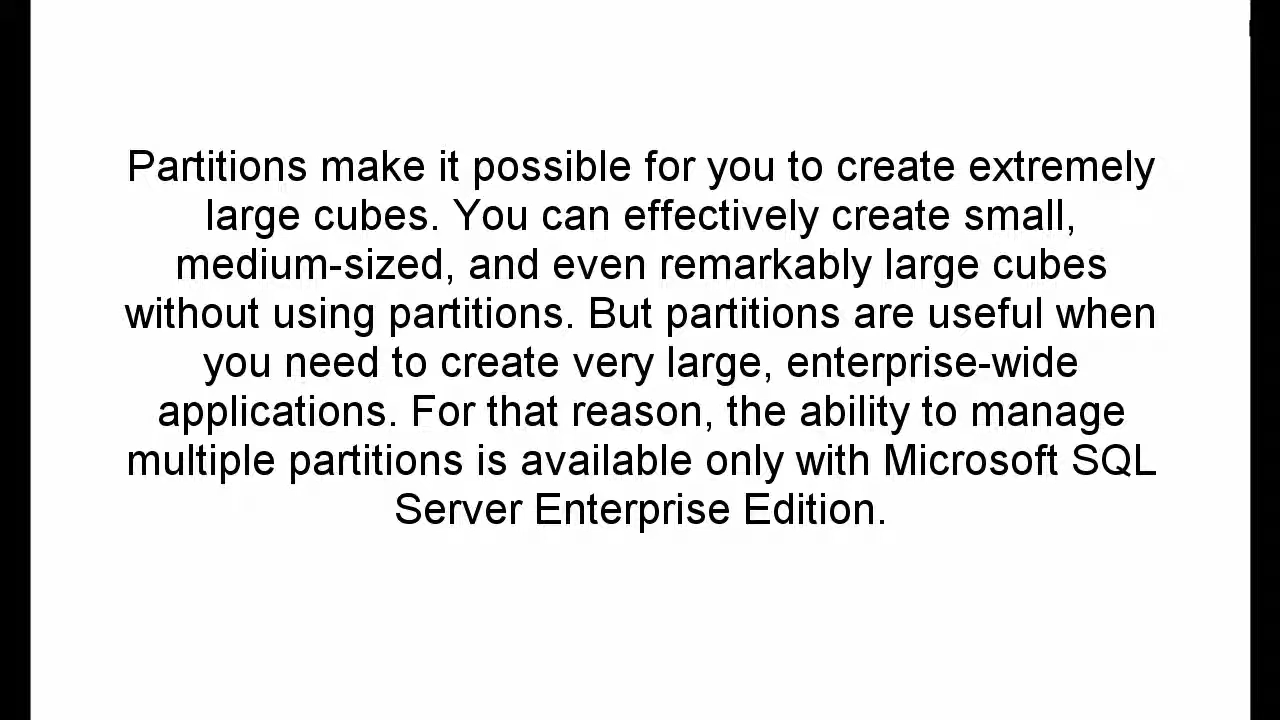 Partitions make it possible for you to create extremely
large cubes. You can effectively create small,
medium-sized, and even remarkably large cubes
without using partitions. But partitions are useful when
you need to create very large, enterprise-wide
applications. For that reason, the ability to manage
multiple partitions is available only with Microsoft SQL
Server Enterprise Edition.